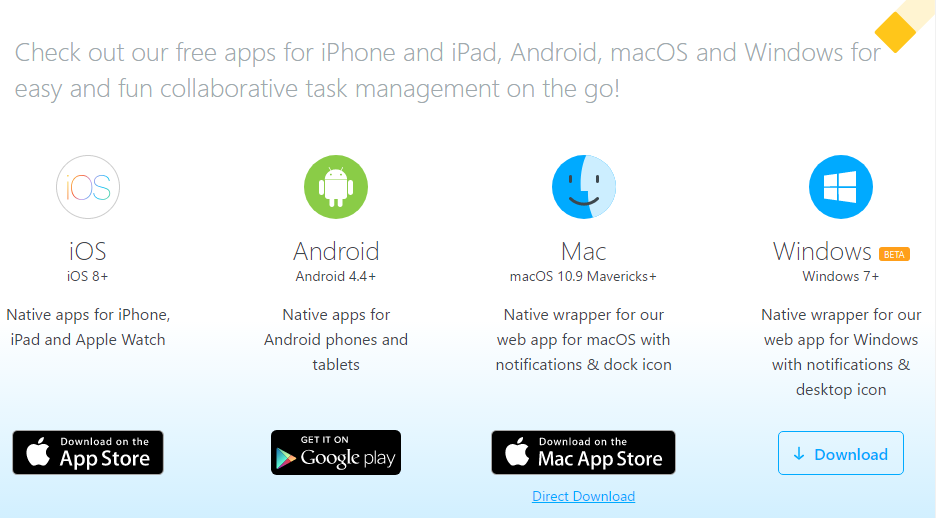 Check out our free apps for iPhone and iPad, Android, macOS and Windows for
easy and fun collaborative task management on the go!
iOS
iOS
iOS 8+
Native apps for iPhone,
iPad and Apple Watch
Download on the
App Store
Android
Android 4.4+
Native apps for
Android phones and
tablets
GET IT ON
Google play
Mac
macOS 10.9 Mavericks+
Native wrapper for our
web app for macOS with
notifications & dock icon
Download on the
Mac App Store
Direct Download
Windows BETA
Windows 7+
Native wrapper for our
web app for Windows
with notifications &
desktop icon
Download